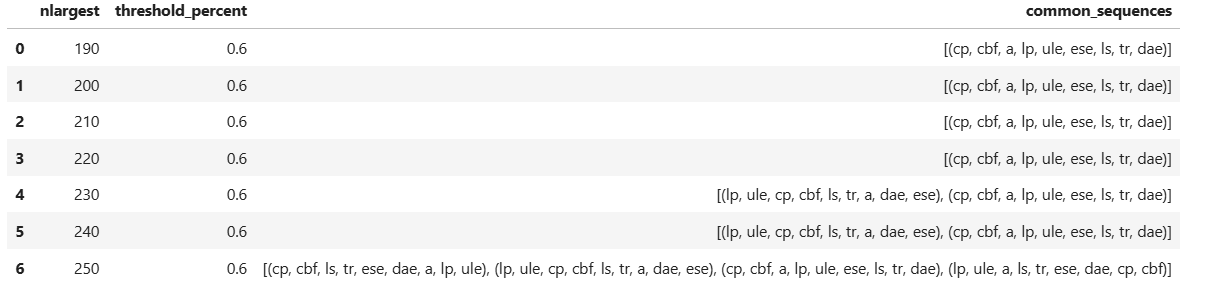 nlargest threshold_percent common_sequences
0 190 0.6 [(cp, cbf, a, lp, ule, ese, ls, tr, dae)]
1 200 0.6 [(cp, cbf, a, lp, ule, ese, ls, tr, dae)]
2 210 0.6 [(cp, cbf, a, lp, ule, ese, ls, tr, dae)]
3 220 0.6 [(cp, cbf, a, lp, ule, ese, ls, tr, dae)]
4 230 0.6 [(lp, ule, cp, cbf, ls, tr, a, dae, ese), (cp, cbf, a, lp, ule, ese, ls, tr, dae)]
5 240 0.6 [(lp, ule, cp, cbf, ls, tr, a, dae, ese), (cp, cbf, a, lp, ule, ese, ls, tr, dae)]
6 250 0.6 [(cp, cbf, ls, tr, ese, dae, a, lp, ule), (lp, ule, cp, cbf, ls, tr, a, dae, ese), (cp, cbf, a, lp, ule, ese, ls, tr, dae), (lp, ule, a, ls, tr, ese, dae, cp, cbf)]